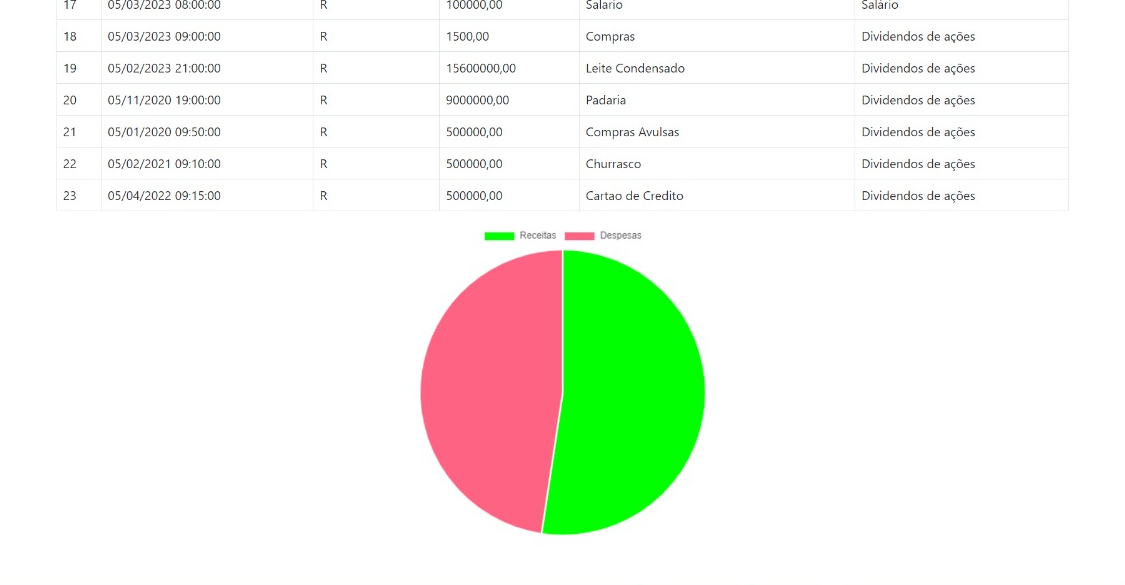 17 05/03/2023 08:00:00 R 100000,00 Salario Salário
18 05/03/2023 09:00:00 R 1500,00 Compras Dividendos de ações
19 05/02/2023 21:00:00 R 15600000,00 Leite Condensado Dividendos de ações
20 05/11/2020 19:00:00 R 9000000,00 Padaria Dividendos de ações
21 05/01/2020 09:50:00 R 500000,00 Compras Avulsas Dividendos de ações
22 05/02/2021 09:10:00 R 500000,00 Churrasco Dividendos de ações
23 05/04/2022 09:15:00 R 500000,00 Cartao de Credito Dividendos de ações
Receitas Despesas